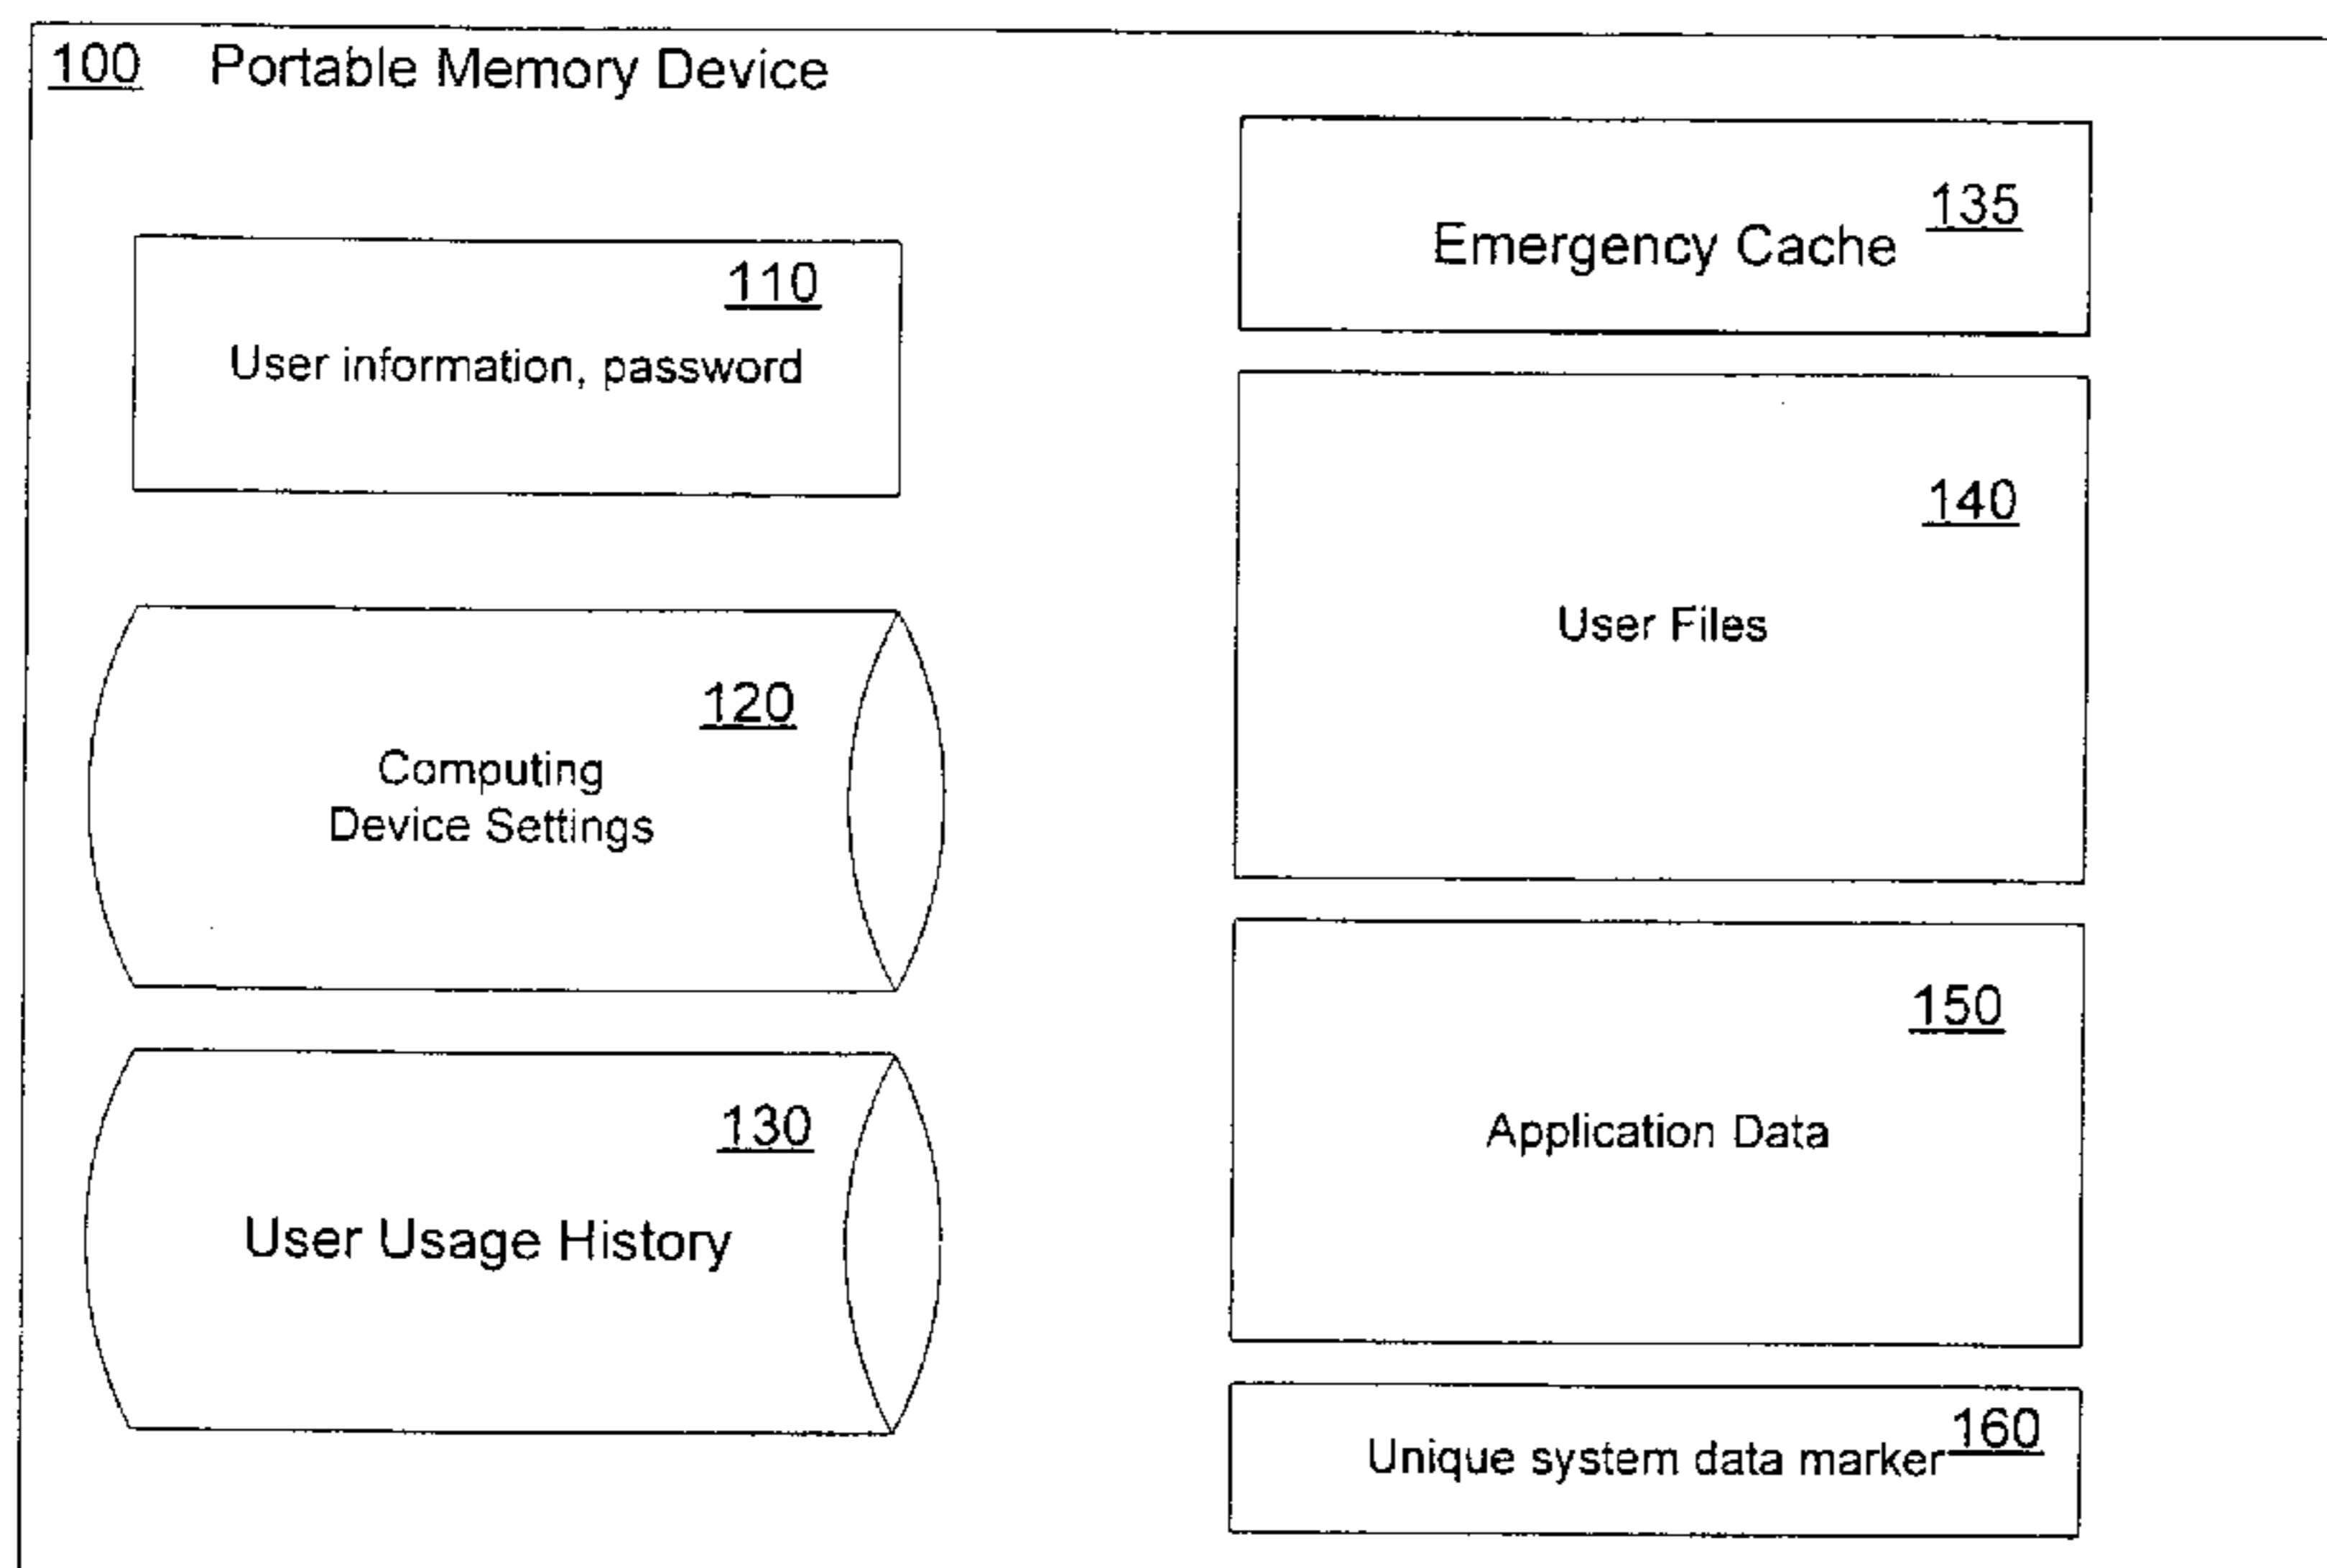 100 Portable Memory Device
110
User information, password
120
Computing
Device Settings
130
User Usage History
135
Emergency Cache
140
User Files
150
Application Data
160
Unique system data marker